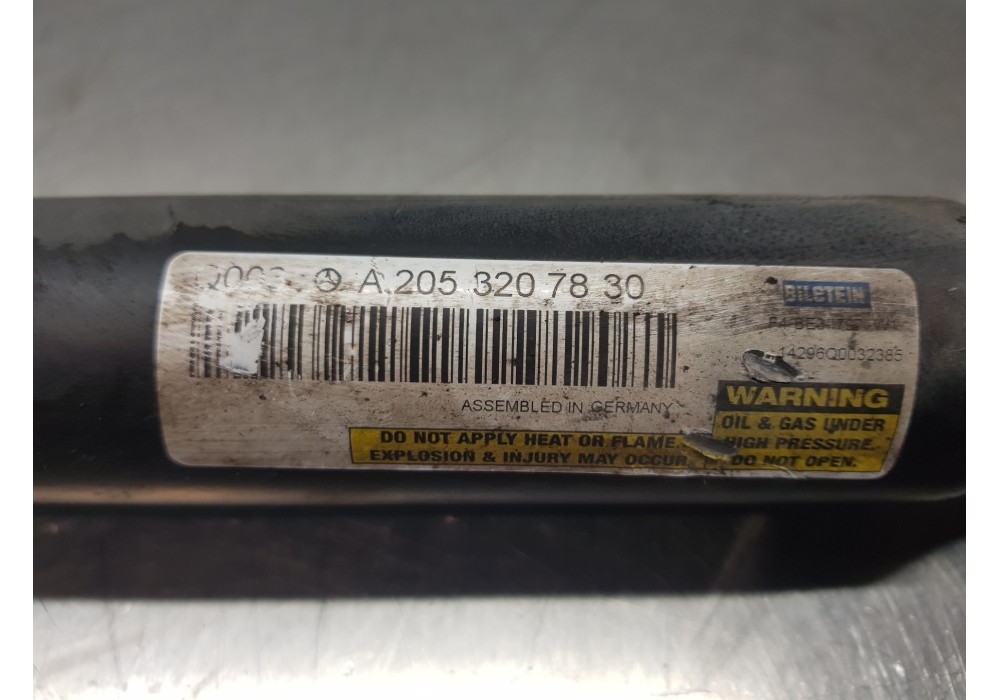 A 205 320 78 30
BILSTEIN
14296Q0032385
ASSEMBLED IN GERMANY
DO NOT APPLY HEAT OR FLAME.
EXPLOSION & INJURY MAY OCCUR.
WARNING
OIL & GAS UNDER
HIGH PRESSURE.
DO NOT OPEN.